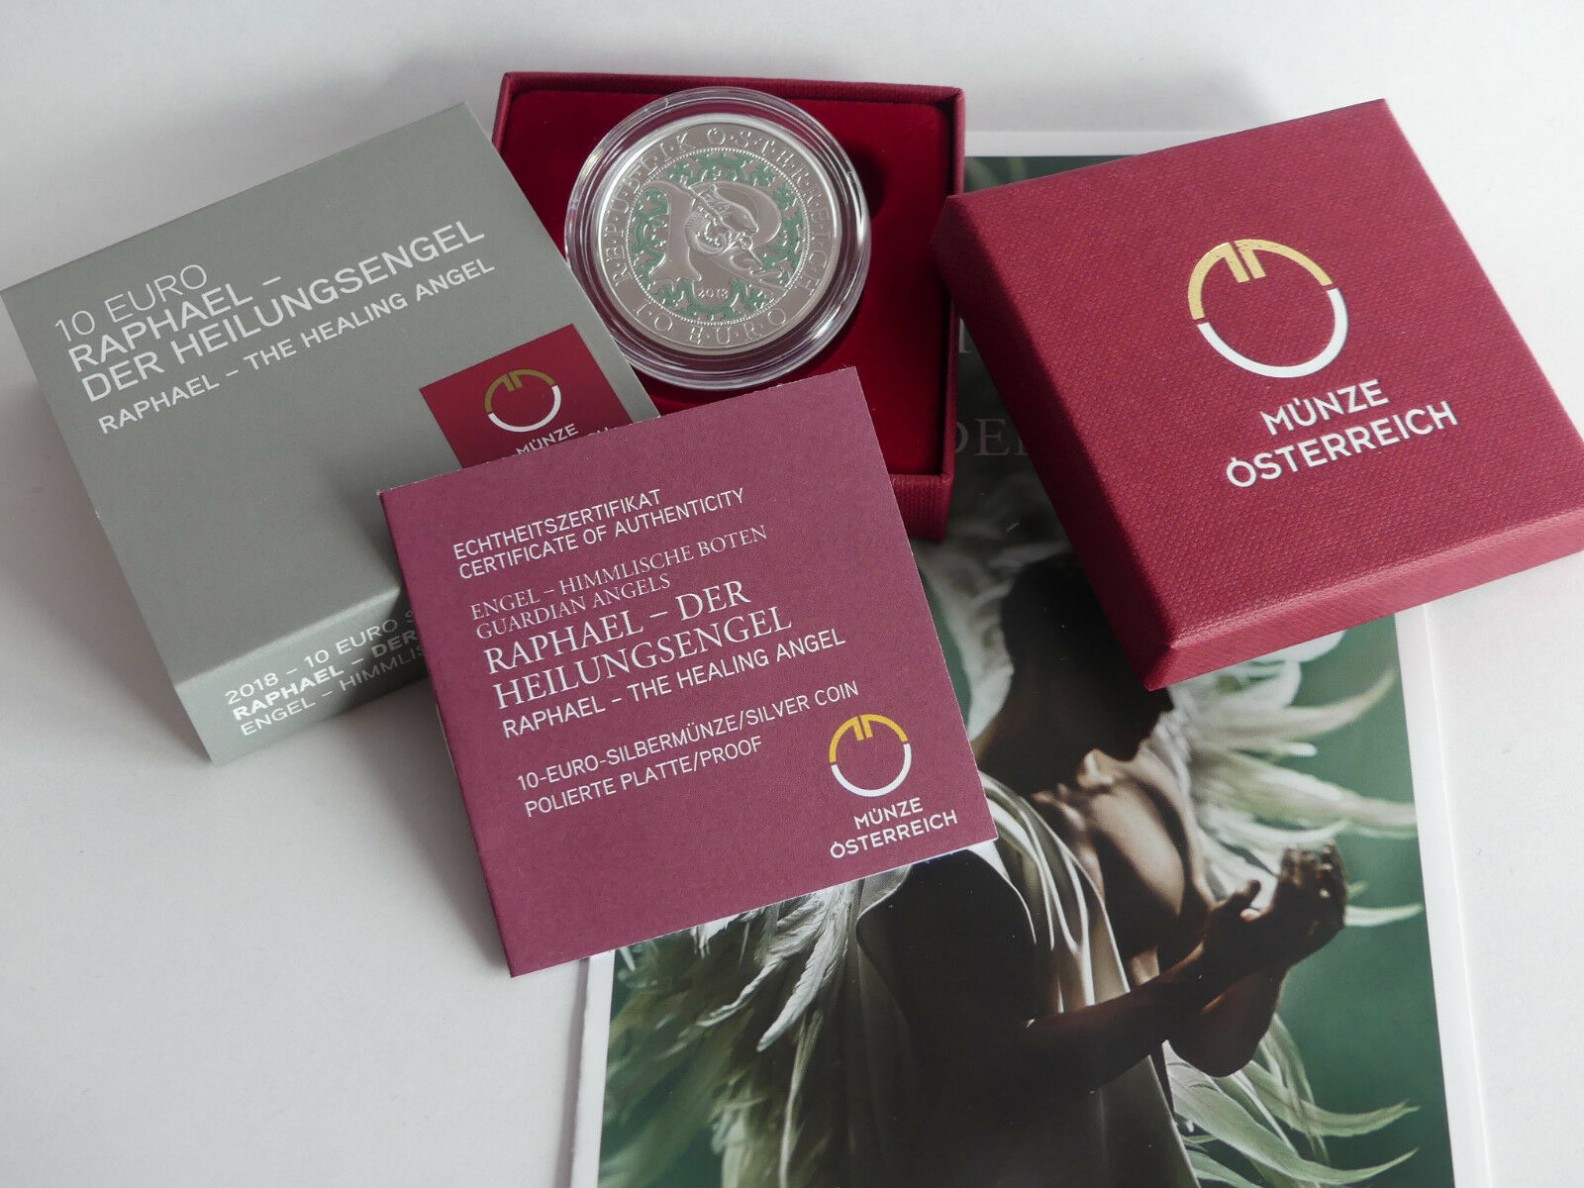 10 EURO
RAPHAEL –
DER HEILUNGSENGEL
RAPHAEL – THE HEALING ANGEL
MÜNZE
2018 – 10 EURO
RAPHAEL – DER
ENGEL –
REPUBLIK ÖSTERREICH
2018
10 EURO
MÜNZE
ÖSTERREICH
ECHTHEITSZERTIFIKAT
CERTIFICATE OF AUTHENTICITY
ENGEL – HIMMLISCHE BOTEN
GUARDIAN ANGELS
RAPHAEL – DER
HEILUNGSENGEL
RAPHAEL – THE HEALING ANGEL
10-EURO-SILBERMÜNZE/SILVER COIN
POLIERTE PLATTE/PROOF
MÜNZE
ÖSTERREICH